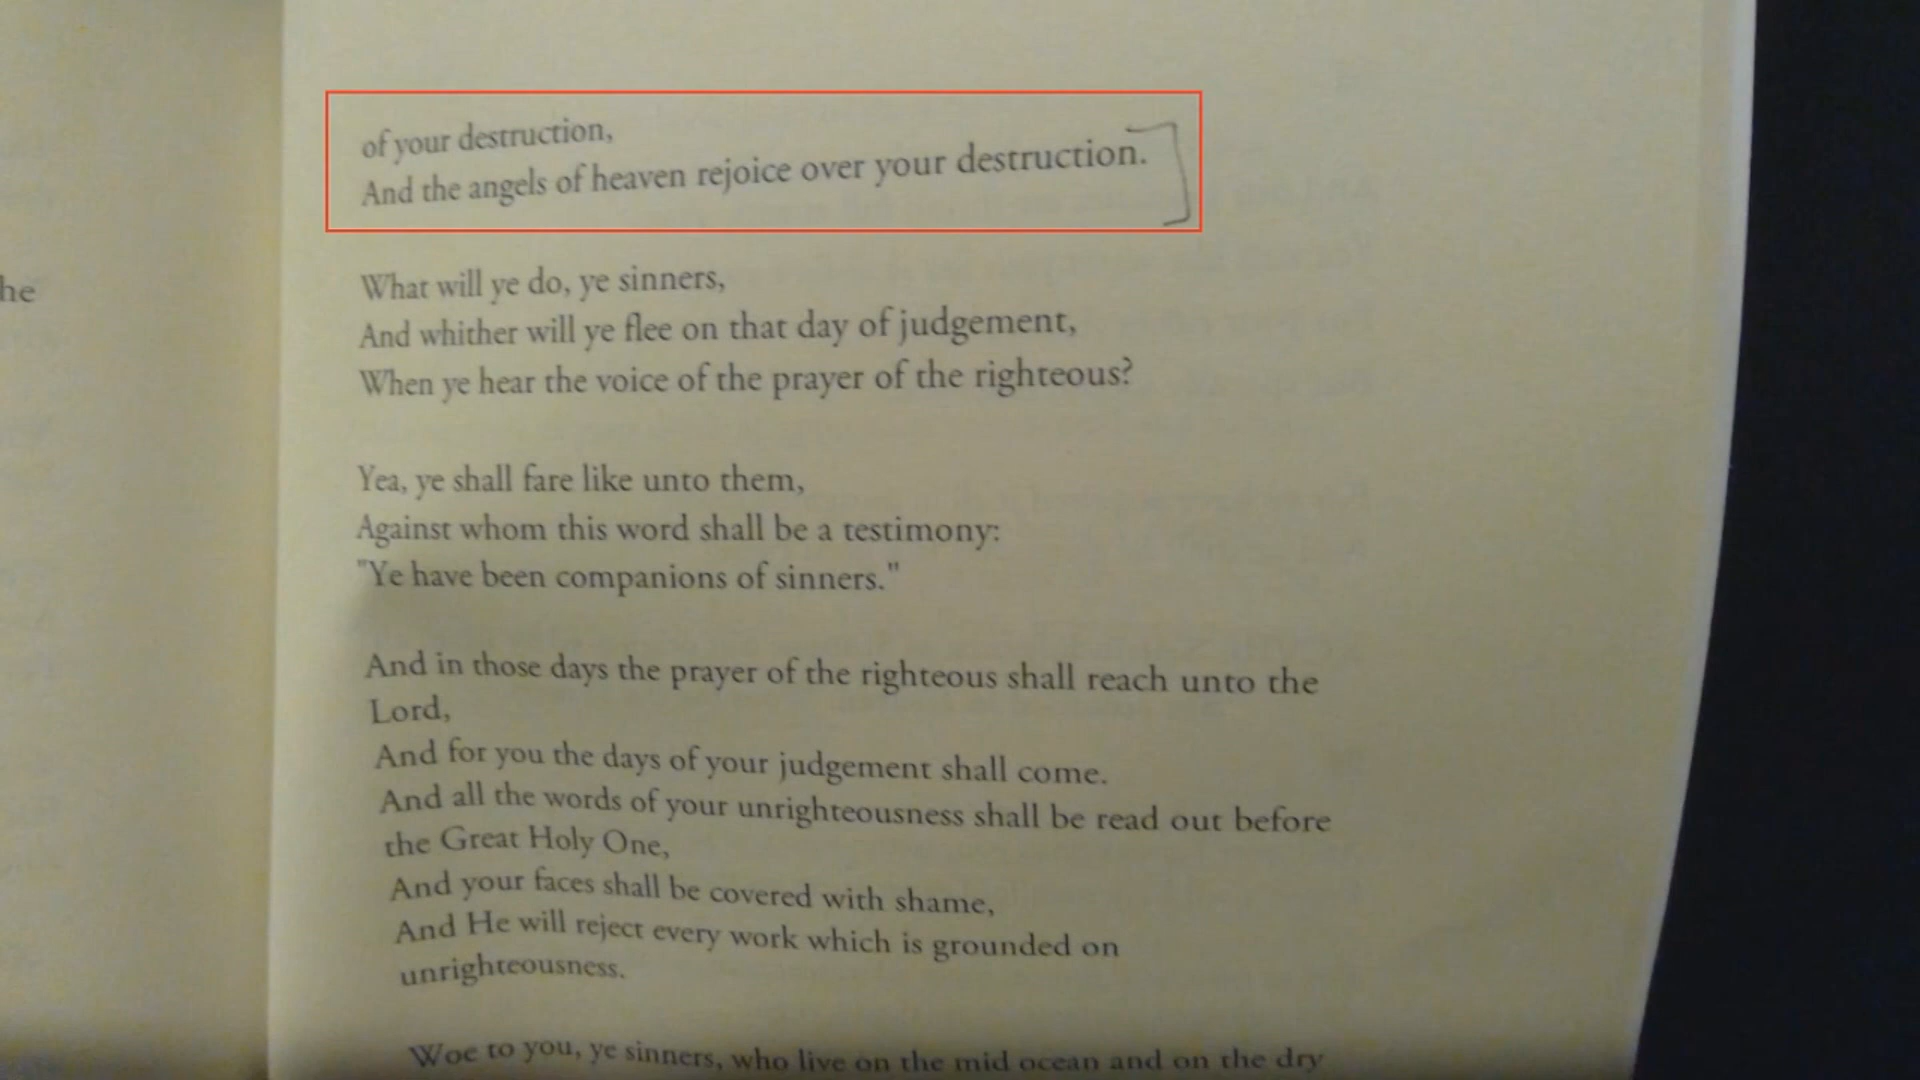 he
of your destruction,
And the angels of heaven rejoice over your destruction.
What will ye do, ye sinners,
And whither will ye flee on that day of judgement,
When ye hear the voice of the prayer of the righteous?
Yea, ye shall fare like unto them,
Against whom this word shall be a testimony:
"Ye have been companions of sinners."
And in those days the prayer of the righteous shall reach unto the
Lord,
And for you the days of your judgement shall come.
And all the words of your unrighteousness shall be read out before
the Great Holy One,
And your faces shall be covered with shame,
And He will reject every work which is grounded on
unrighteousness.
Woe to you, ye sinners, who live on the mid ocean and on the dry